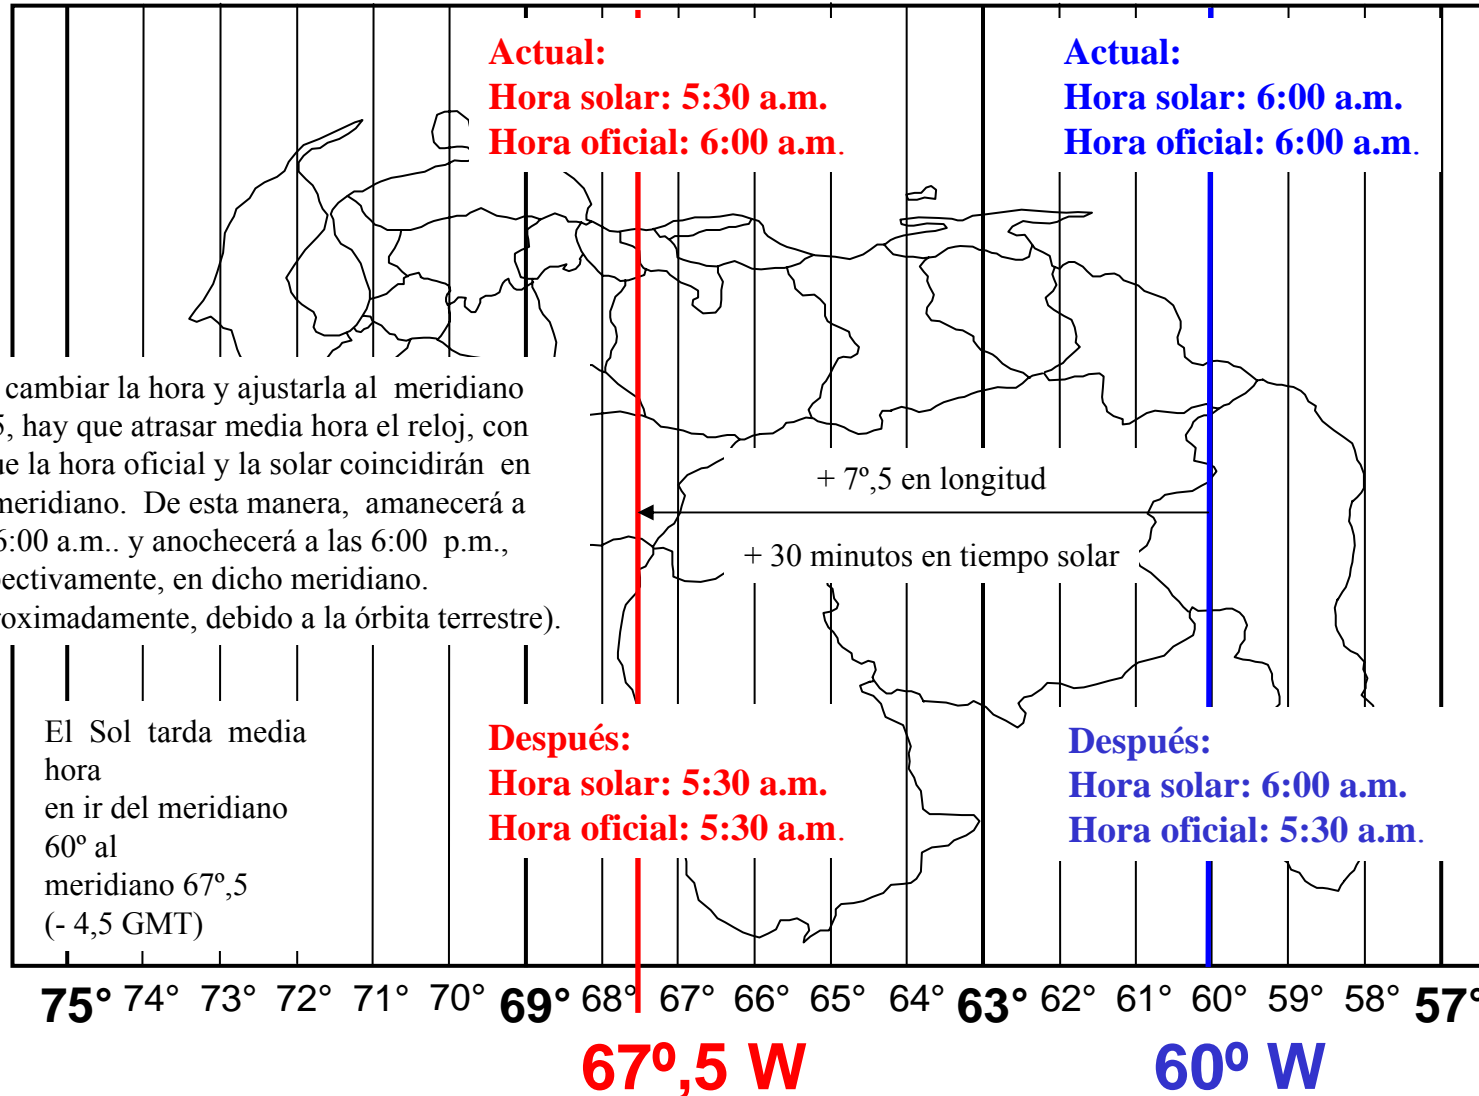 Actual:
Hora solar: 5:30 a.m.
Hora oficial: 6:00 a.m.
Actual:
Hora solar: 6:00 a.m.
Hora oficial: 6:00 a.m.
cambiar la hora y ajustarla al meridiano
5, hay que atrasar media hora el reloj, con
ue la hora oficial y la solar coincidirán en
meridiano. De esta manera, amanecerá a
6:00 a.m.. y anochecerá a las 6:00 p.m.,
pectivamente, en dicho meridiano.
roximadamente, debido a la órbita terrestre).
+ 7º,5 en longitud
+ 30 minutos en tiempo solar
El Sol tarda media
hora
en ir del meridiano
60º al
meridiano 67º,5
(- 4,5 GMT)
Después:
Hora solar: 5:30 a.m.
Hora oficial: 5:30 a.m.
Después:
Hora solar: 6:00 a.m.
Hora oficial: 5:30 a.m.
75° 74° 73° 72° 71° 70° 69° 68° 67° 66° 65° 64° 63° 62° 61° 60° 59° 58° 57°
67º,5 W
60º W